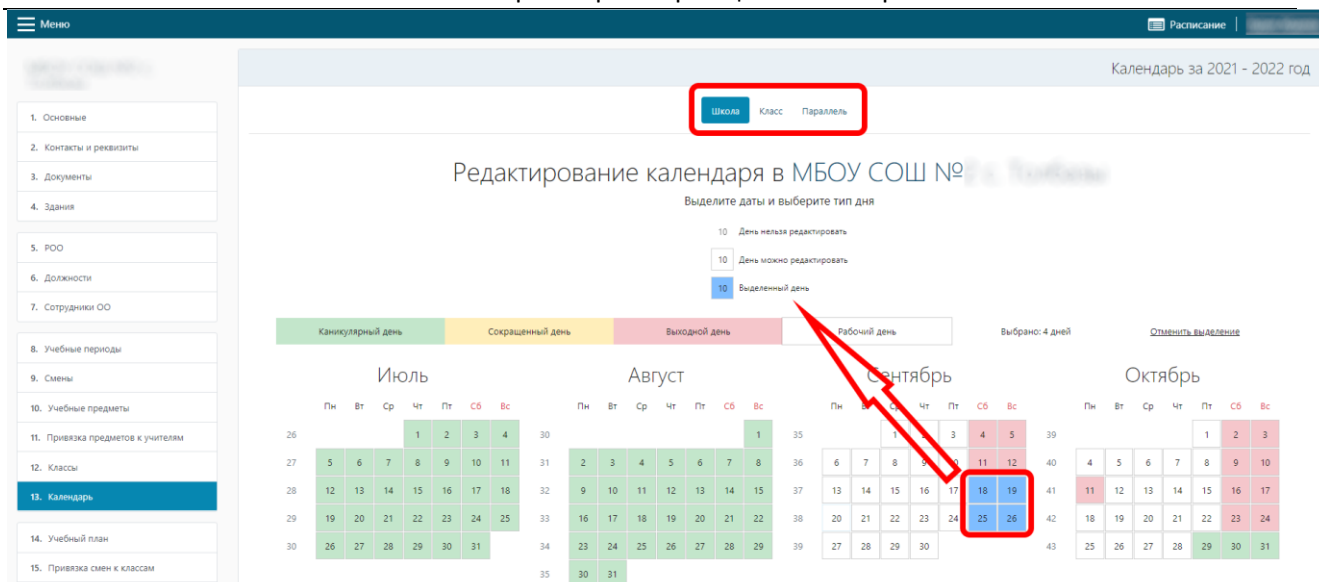 Меню Расписание
Календарь за 2021 - 2022 год
Школа Класс Параллель
1. Основные
2. Контакты и реквизиты
3. Документы
4. Здания
5. РОО
6. Должности
7. Сотрудники ОО
8. Учебные периоды
9. Смены
10. Учебные предметы
11. Привязка предметов к учителям
12. Классы
13. Календарь
14. Учебный план
15. Привязка смен к классам
Редактирование календаря в МБОУ СОШ №
Выделите даты и выберите тип дня
10 День нельзя редактировать
10 День можно редактировать
10 Выделенный день
Каникулярный день Сокращенный день Выходной день Рабочий день Выбрано: 4 дней Отменить выделение
Июль
Пн Вт Ср Чт Пт Сб Вс
26 1 2 3 4
27 5 6 7 8 9 10 11
28 12 13 14 15 16 17 18
29 19 20 21 22 23 24 25
30 26 27 28 29 30 31
Август
Пн Вт Ср Чт Пт Сб Вс
30 1
31 2 3 4 5 6 7 8
32 9 10 11 12 13 14 15
33 16 17 18 19 20 21 22
34 23 24 25 26 27 28 29
35 30 31
Сентябрь
Пн Вт Ср Чт Пт Сб Вс
35 1 2 3 4 5
36 6 7 8 9 10 11 12
37 13 14 15 16 17 18 19
38 20 21 22 23 24 25 26
39 27 28 29 30
Октябрь
Пн Вт Ср Чт Пт Сб Вс
39 1 2 3
40 4 5 6 7 8 9 10
41 11 12 13 14 15 16 17
42 18 19 20 21 22 23 24
43 25 26 27 28 29 30 31